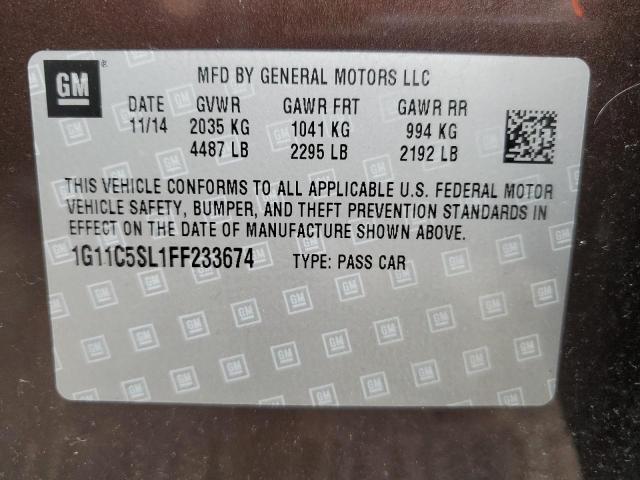 GM ®
MFD BY GENERAL MOTORS LLC
DATE GVWR GAWR FRT GAWR RR
11/14 2035 KG 1041 KG 994 KG
4487 LB 2295 LB 2192 LB
THIS VEHICLE CONFORMS TO ALL APPLICABLE U.S. FEDERAL MOTOR
VEHICLE SAFETY, BUMPER, AND THEFT PREVENTION STANDARDS IN
EFFECT ON THE DATE OF MANUFACTURE SHOWN ABOVE.
1G11C5SL1FF233674 TYPE: PASS CAR